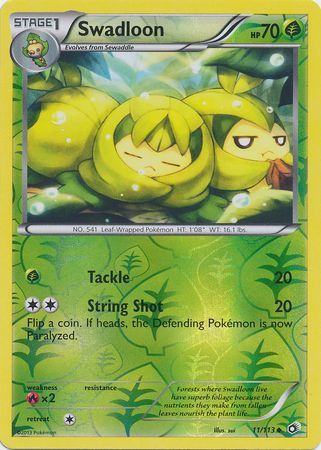 STAGE1
Swadloon
HP 70
Evolves from Sewaddle
NO. 541 Leaf-Wrapped Pokémon HT: 1'08" WT: 16.1 lbs.
Tackle 20
String Shot 20
Flip a coin. If heads, the Defending Pokémon is now
Paralyzed.
weakness
resistance
×2
retreat
Forests where Swadloon live
have superb foliage because the
nutrients they make from fallen
leaves nourish the plant life.
©2013 Pokémon
Illus. sui
11/113